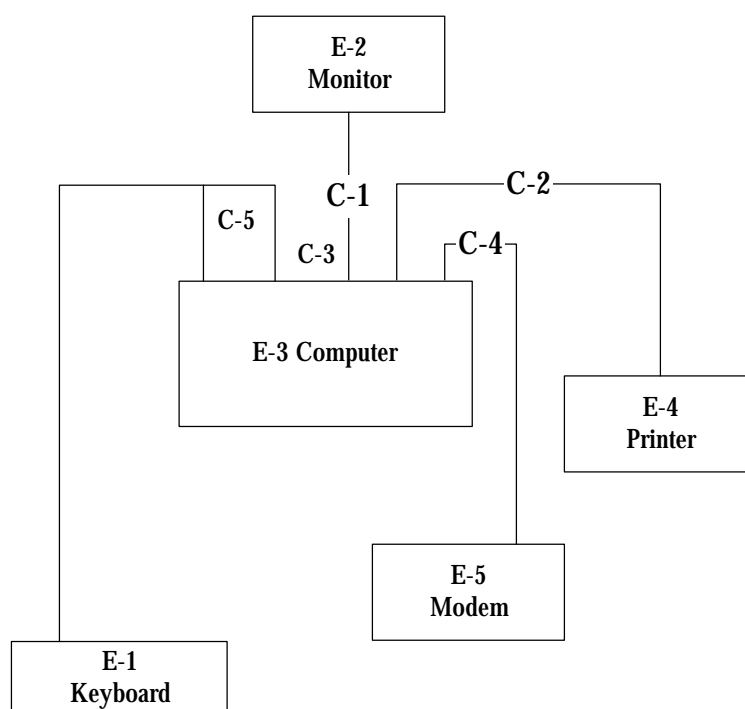 E-2
Monitor
C-1
C-2
C-5
C-3
C-4
E-3 Computer
E-4
Printer
E-5
Modem
E-1
Keyboard